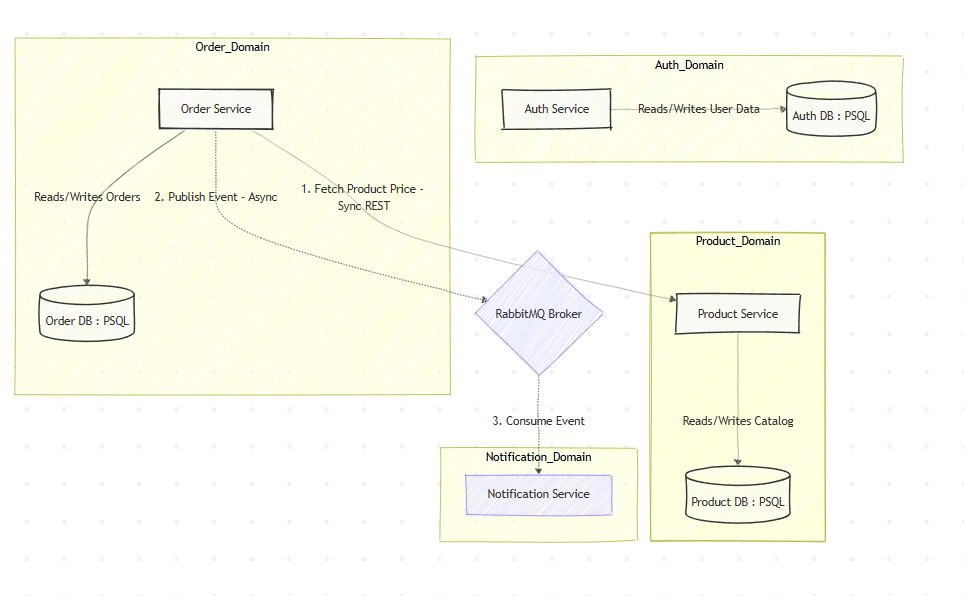 Order_Domain
Order Service
Reads/Writes Orders
2. Publish Event - Async
1. Fetch Product Price -
Sync REST
Order DB : PSQL
Auth_Domain
Auth Service
Reads/Writes User Data
Auth DB : PSQL
RabbitMQ Broker
3. Consume Event
Notification_Domain
Notification Service
Product_Domain
Product Service
Reads/Writes Catalog
Product DB : PSQL